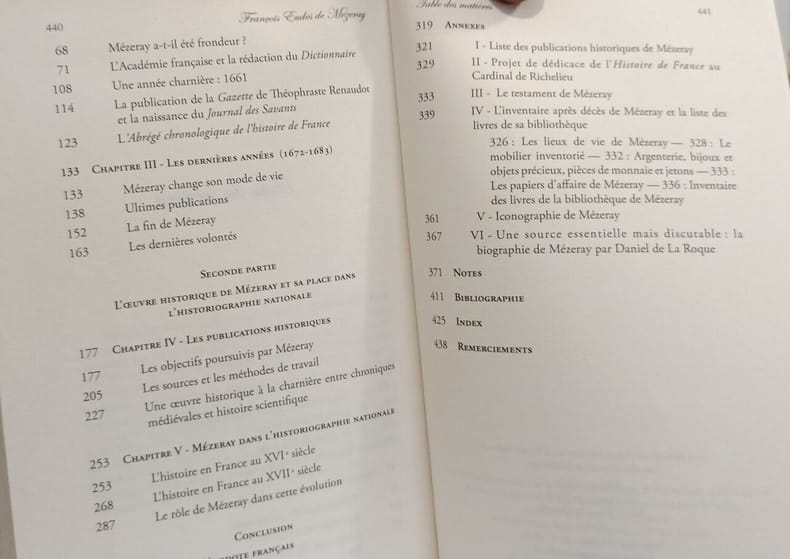 440
François Eudes de Mézeray
68 Mézeray a-t-il été frondeur ?
71 L'Académie française et la rédaction du Dictionnaire
108 Une année charnière : 1661
114 La publication de la Gazette de Théophraste Renaudot
et la naissance du Journal des Savants
123 L'Abrégé chronologique de l'histoire de France
133 Chapitre III - Les dernières années (1672-1683)
133 Mézeray change son mode de vie
138 Ultimes publications
152 La fin de Mézeray
163 Les dernières volontés
Seconde partie
L'œuvre historique de Mézeray et sa place dans
l'historiographie nationale
177 Chapitre IV - Les publications historiques
177 Les objectifs poursuivis par Mézeray
205 Les sources et les méthodes de travail
227 Une œuvre historique à la charnière entre chroniques
médiévales et histoire scientifique
253 Chapitre V - Mézeray dans l'historiographie nationale
253 L'histoire en France au XVIe siècle
268 L'histoire en France au XVIIe siècle
287 Le rôle de Mézeray dans cette évolution
Conclusion
français
Table des matières
441
319 Annexes
321 I - Liste des publications historiques de Mézeray
329 II - Projet de dédicace de l'Histoire de France au
Cardinal de Richelieu
333 III - Le testament de Mézeray
339 IV - L'inventaire après décès de Mézeray et la liste des
livres de sa bibliothèque
326 : Les lieux de vie de Mézeray — 328 : Le
mobilier inventorié — 332 : Argenterie, bijoux et
objets précieux, pièces de monnaie et jetons — 333 :
Les papiers d'affaire de Mézeray — 336 : Inventaire
des livres de la bibliothèque de Mézeray
361 V - Iconographie de Mézeray
367 VI - Une source essentielle mais discutable : la
biographie de Mézeray par Daniel de La Roque
371 Notes
411 Bibliographie
425 Index
438 Remerciements